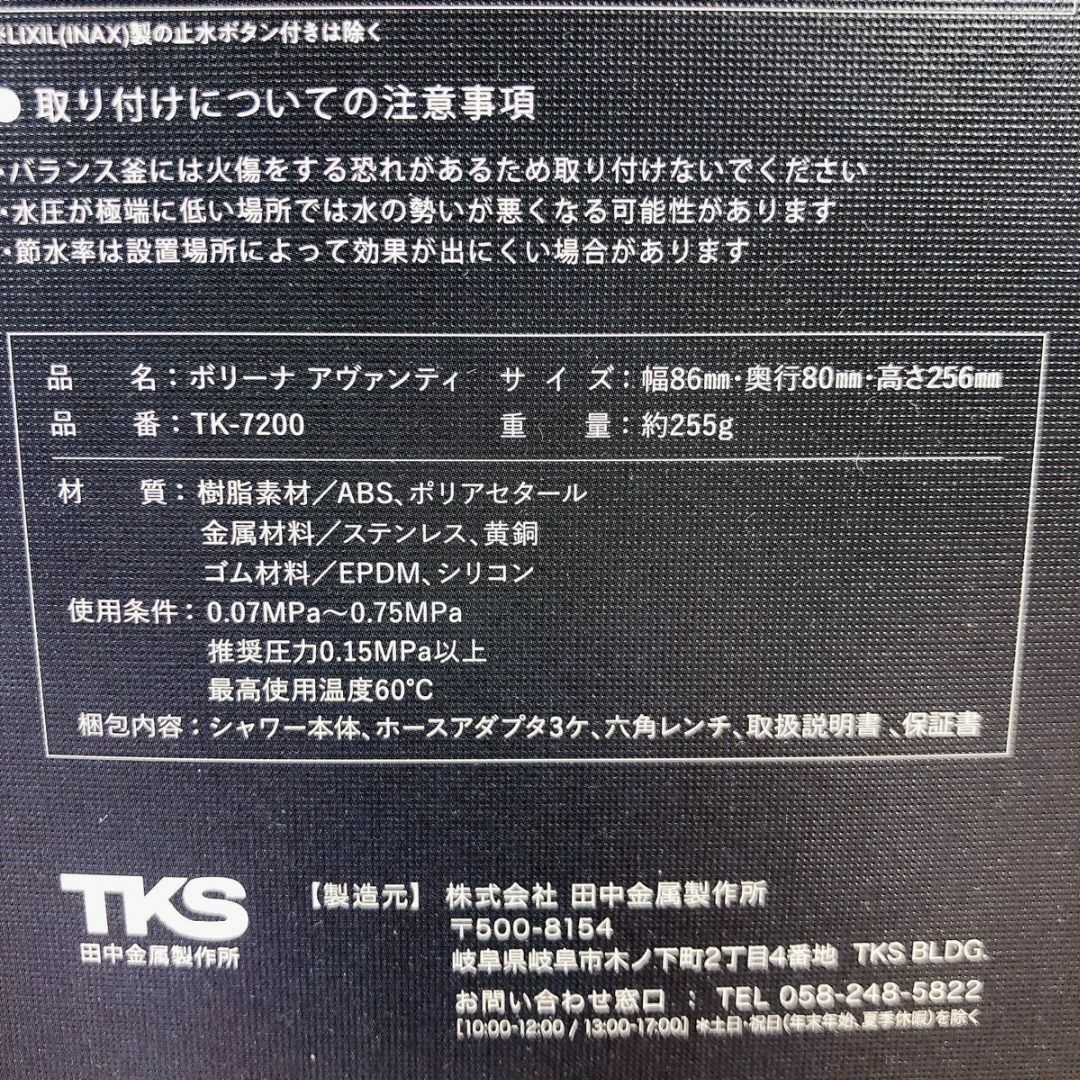 ※LIXIL(INAX)製の止水ボタン付きは除く
● 取り付けについての注意事項
・バランス釜には火傷をする恐れがあるため取り付けないでください
・水圧が極端に低い場所では水の勢いが悪くなる可能性があります
・節水率は設置場所によって効果が出にくい場合があります
品 名：ボリーナ アヴァンティ サイズ：幅86㎜・奥行80㎜・高さ256㎜
品 番：TK-7200 重 量：約255g
材 質：樹脂素材／ABS、ポリアセタール
金属材料／ステンレス、黄銅
ゴム材料／EPDM、シリコン
使用条件：0.07MPa〜0.75MPa
推奨圧力0.15MPa以上
最高使用温度60℃
梱包内容：シャワー本体、ホースアダプタ3ケ、六角レンチ、取扱説明書 、保証書
TKS
田中金属製作所
【製造元】 株式会社 田中金属製作所
〒500-8154
岐阜県岐阜市木ノ下町2丁目4番地 TKS BLDG.
お問い合わせ窓口 ： TEL 058-248-5822
[10:00-12:00 / 13:00-17:00] ※土日・祝日(年末年始、夏季休暇)を除く